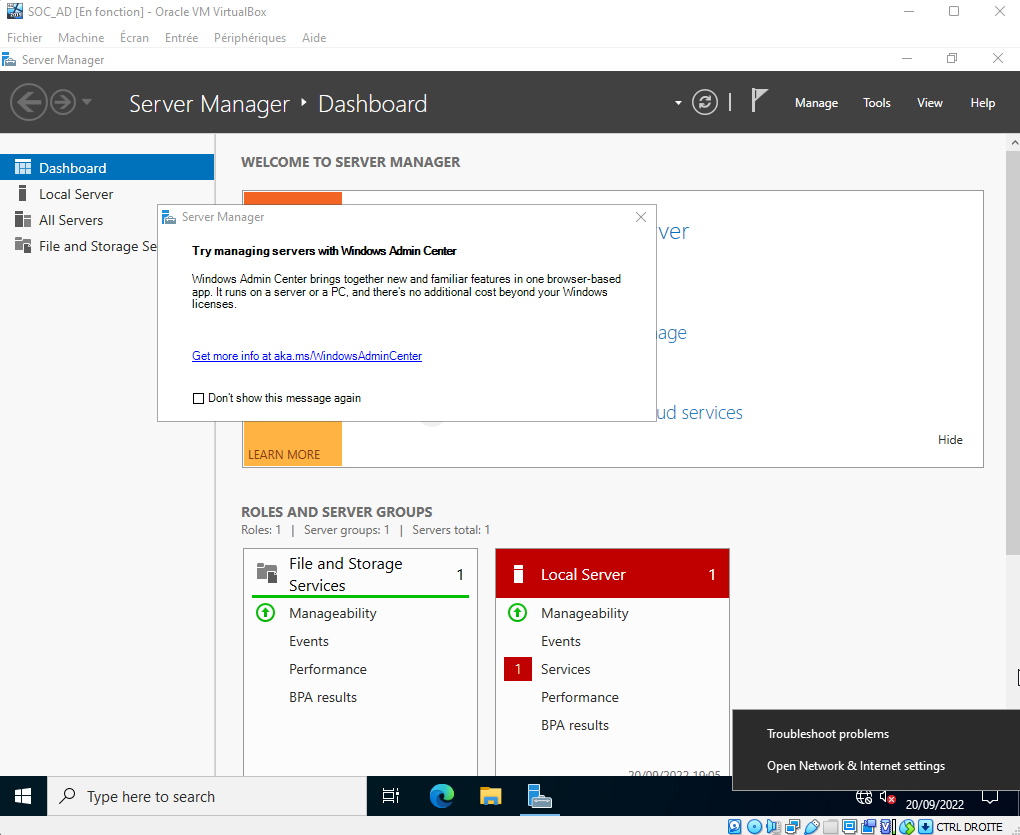 SOC_AD [En fonction] - Oracle VM VirtualBox
Fichier Machine Écran Entrée Périphériques Aide
Server Manager
Server Manager ‣ Dashboard
Manage Tools View Help
Dashboard
Local Server
All Servers
File and Storage Se
WELCOME TO SERVER MANAGER
Server Manager
Try managing servers with Windows Admin Center
Windows Admin Center brings together new and familiar features in one browser-based
app. It runs on a server or a PC, and there's no additional cost beyond your Windows
licenses.
Get more info at aka.ms/WindowsAdminCenter
Don't show this message again
ver
age
ud services
LEARN MORE
Hide
ROLES AND SERVER GROUPS
Roles: 1 | Server groups: 1 | Servers total: 1
File and Storage
Services
1
Manageability
Events
Performance
BPA results
Local Server 1
Manageability
Events
1 Services
Performance
BPA results
20/09/2022 19:05
Troubleshoot problems
Open Network & Internet settings
Type here to search
20/09/2022
CTRL DROITE